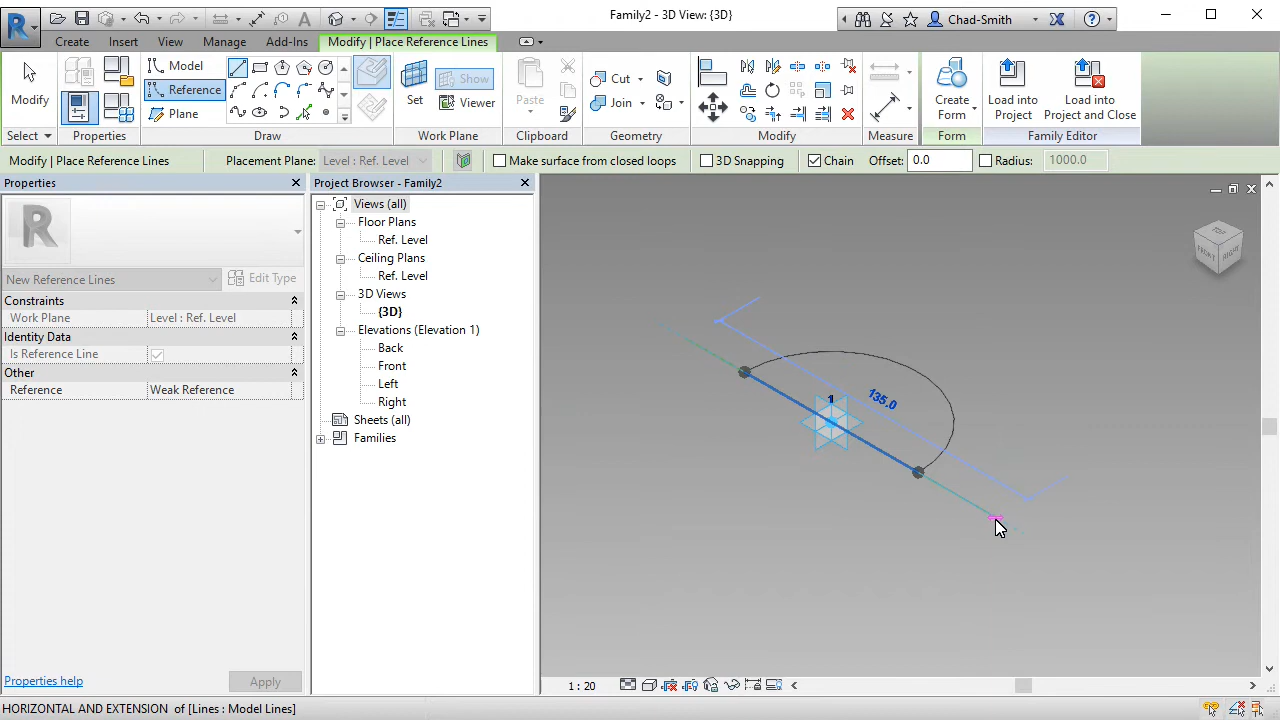 Family2 - 3D View: {3D}
Chad-Smith
Create Insert View Manage Add-Ins Modify | Place Reference Lines
Modify
Select
Properties
Model
Reference
Plane
Draw
Set
Show
Viewer
Work Plane
Paste
Clipboard
Cut
Join
Geometry
Modify
Measure
Create Form
Form
Load into Project
Load into Project and Close
Family Editor
Modify | Place Reference Lines
Placement Plane: Level : Ref. Level
Make surface from closed loops
3D Snapping
Chain
Offset: 0.0
Radius: 1000.0
Properties
R
New Reference Lines
Edit Type
Constraints
Work Plane Level : Ref. Level
Identity Data
Is Reference Line
Other
Reference Weak Reference
Properties help
Apply
Project Browser - Family2
Views (all)
Floor Plans
Ref. Level
Ceiling Plans
Ref. Level
3D Views
{3D}
Elevations (Elevation 1)
Back
Front
Left
Right
Sheets (all)
Families
TOP
FRONT
RIGHT
1
135.0
1 : 20
HORIZONTAL AND EXTENSION of [Lines : Model Lines]